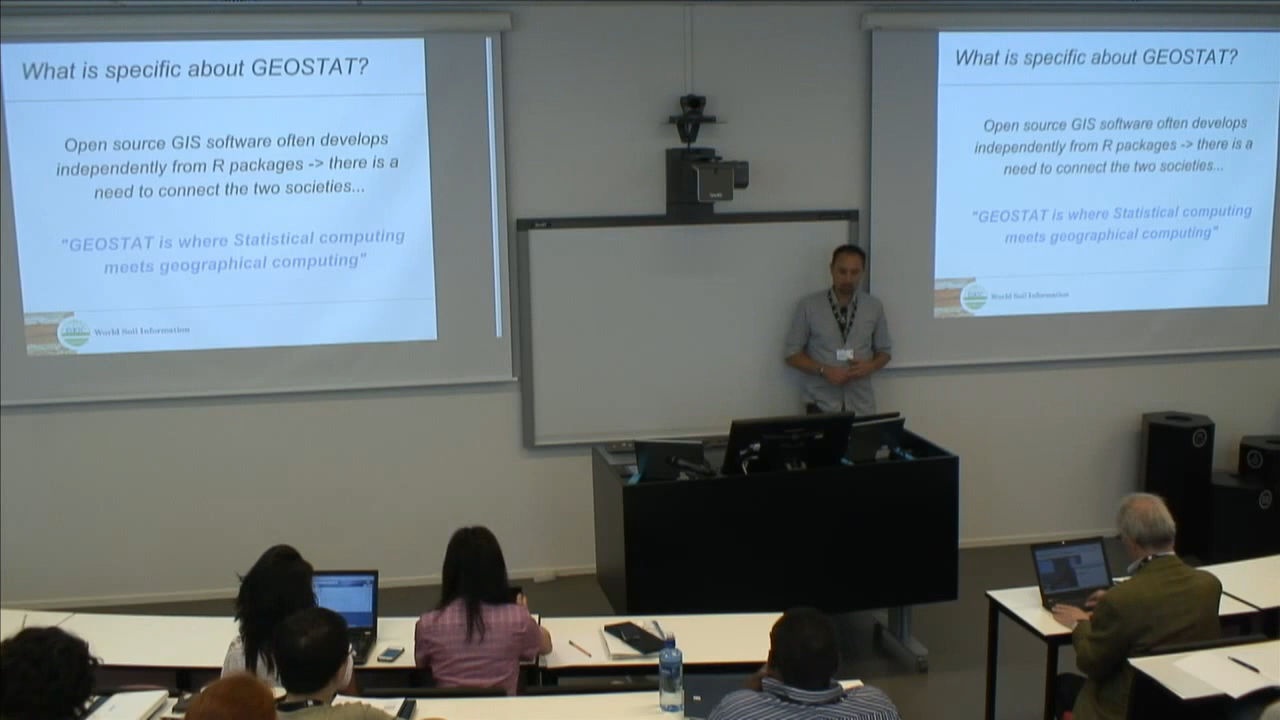 What is specific about GEOSTAT?
Open source GIS software often develops
independently from R packages -> there is a
need to connect the two societies...
"GEOSTAT is where Statistical computing
meets geographical computing"
World Soil Information
What is specific about GEOSTAT?
Open source GIS software often develops
independently from R packages -> there is a
need to connect the two societies...
"GEOSTAT is where Statistical computing
meets geographical computing"
World Soil Information